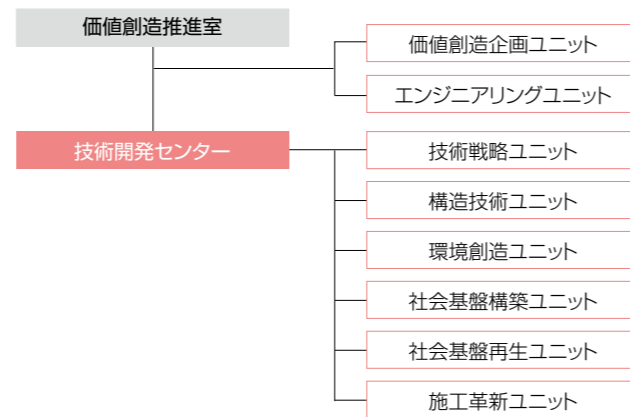 価値創造推進室
価値創造企画ユニット
エンジニアリングユニット
技術開発センター
技術戦略ユニット
構造技術ユニット
環境創造ユニット
社会基盤構築ユニット
社会基盤再生ユニット
施工革新ユニット